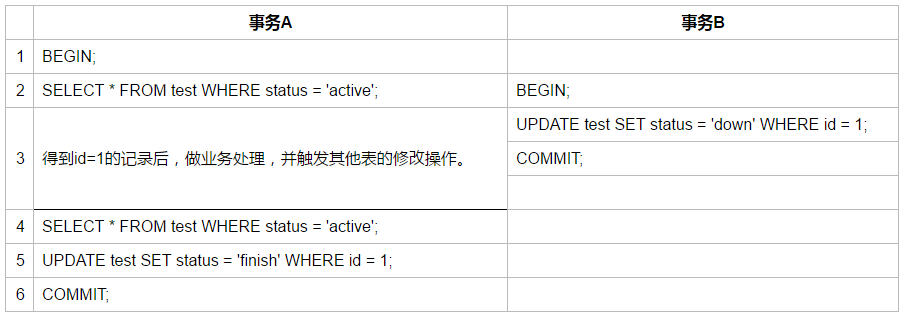 事务A 事务B
1 BEGIN;
2 SELECT * FROM test WHERE status = 'active'; BEGIN;
UPDATE test SET status = 'down' WHERE id = 1;
3 得到id=1的记录后，做业务处理，并触发其他表的修改操作。 COMMIT;
4 SELECT * FROM test WHERE status = 'active';
5 UPDATE test SET status = 'finish' WHERE id = 1;
6 COMMIT;